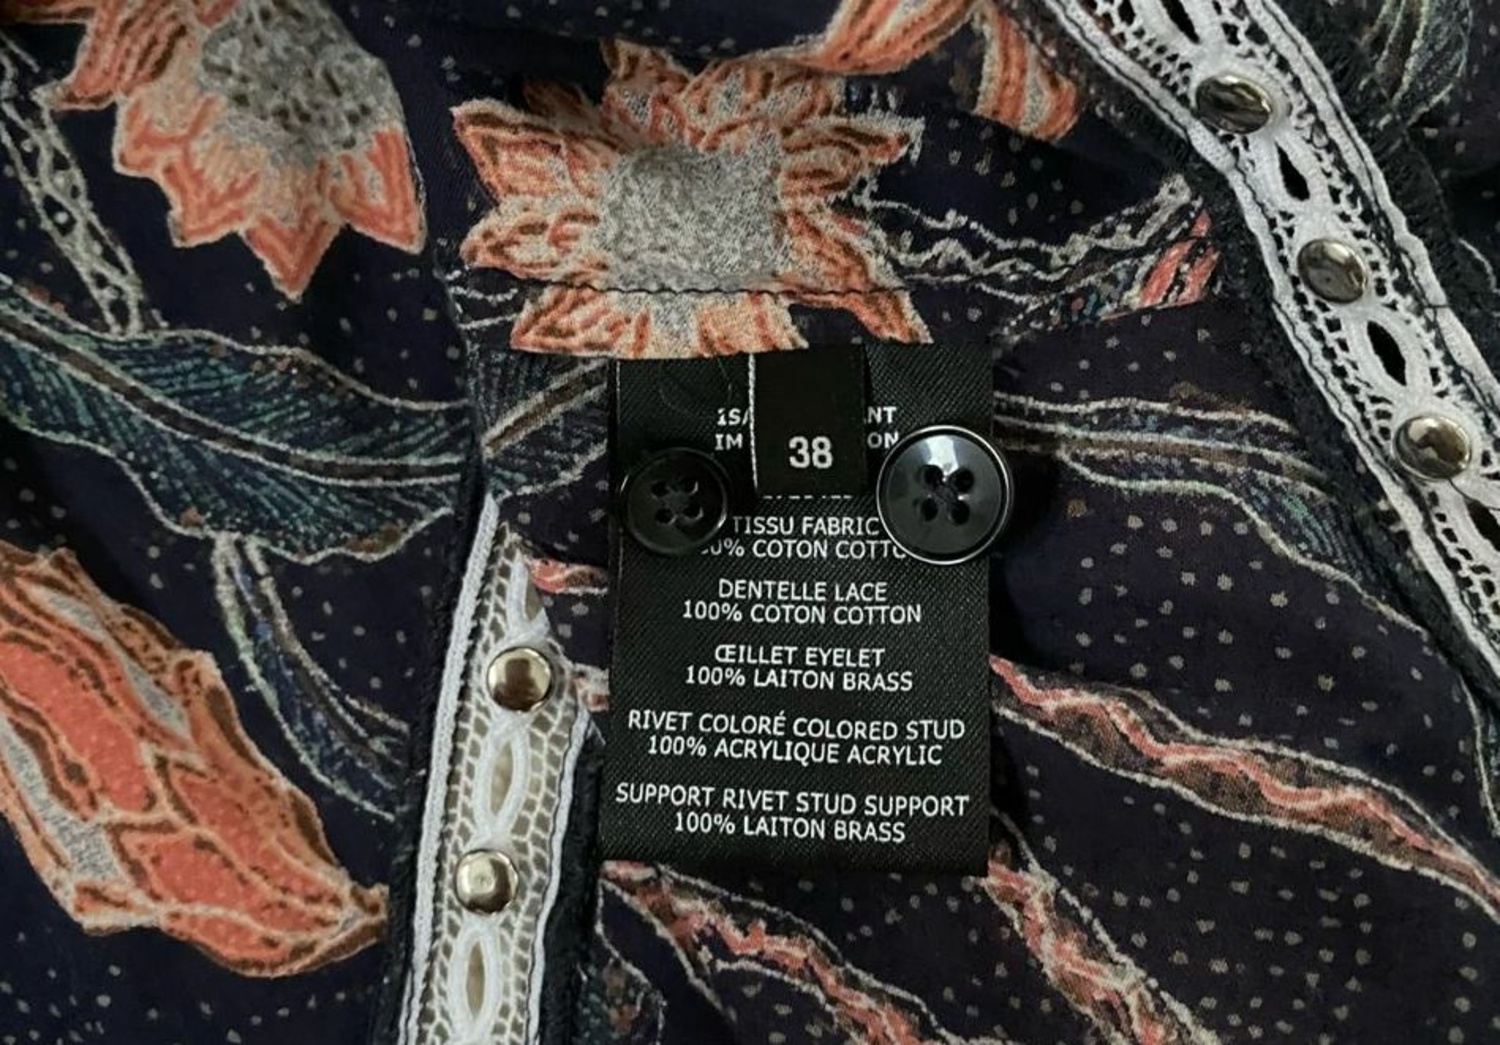 38
TISSU FABRIC
COTON
DENTELLE LACE
100% COTON COTTON
ŒILLET EYELET
100% LAITON BRASS
RIVET COLORÉ COLORED STUD
100% ACRYLIQUE ACRYLIC
SUPPORT RIVET STUD SUPPORT
100% LAITON BRASS